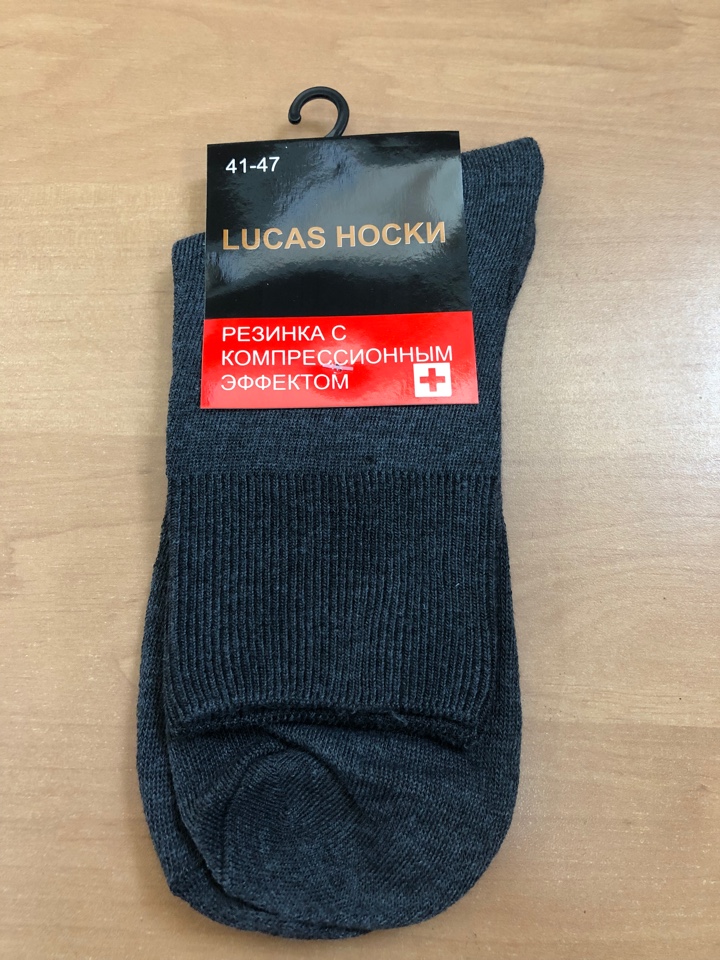 41-47
LUCAS НОСКИ
РЕЗИНКА С
КОМПРЕССИОННЫМ
ЭФФЕКТОМ